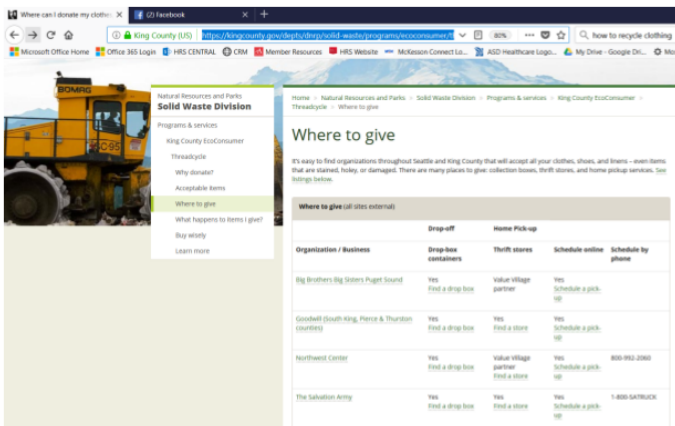 Where can I donate my clothes
(2) Facebook
King County (US)
https://kingcounty.gov/depts/dnrp/solid-waste/programs/ecoconsumer/t
80%
how to recycle clothing
Microsoft Office Home
Office 365 Login
HRS CENTRAL
CRM
Member Resources
HRS Website
McKesson Connect Lo...
ASD Healthcare Logo...
My Drive - Google Dri...
Mo
BOMAG
SC-95
Natural Resources and Parks
Solid Waste Division
Programs & services
King County EcoConsumer
Threadcycle
Why donate?
Acceptable items
Where to give
What happens to items I give?
Buy wisely
Learn more
Home > Natural Resources and Parks > Solid Waste Division > Programs & services > King County EcoConsumer >
Threadcycle > Where to give
Where to give
It's easy to find organizations throughout Seattle and King County that will accept all your clothes, shoes, and linens – even items
that are stained, holey, or damaged. There are many places to give: collection boxes, thrift stores, and home pickup services. See
listings below.
Where to give (all sites external)
Drop-off Home Pick-up
Organization / Business Drop-box Thrift stores Schedule online Schedule by
containers phone
Big Brothers Big Sisters Puget Sound Yes Value Village Yes
Find a drop box partner Schedule a pick-
up
Goodwill (South King, Pierce & Thurston Yes Yes Yes
counties) Find a drop box Find a store Schedule a pick-
up
Northwest Center Yes Value Village Yes 800-992-2060
Find a drop box partner Schedule a pick-
Find a store up
The Salvation Army Yes Yes Yes 1-800-SATRUCK
Find a drop box Find a store Schedule a pick-
up